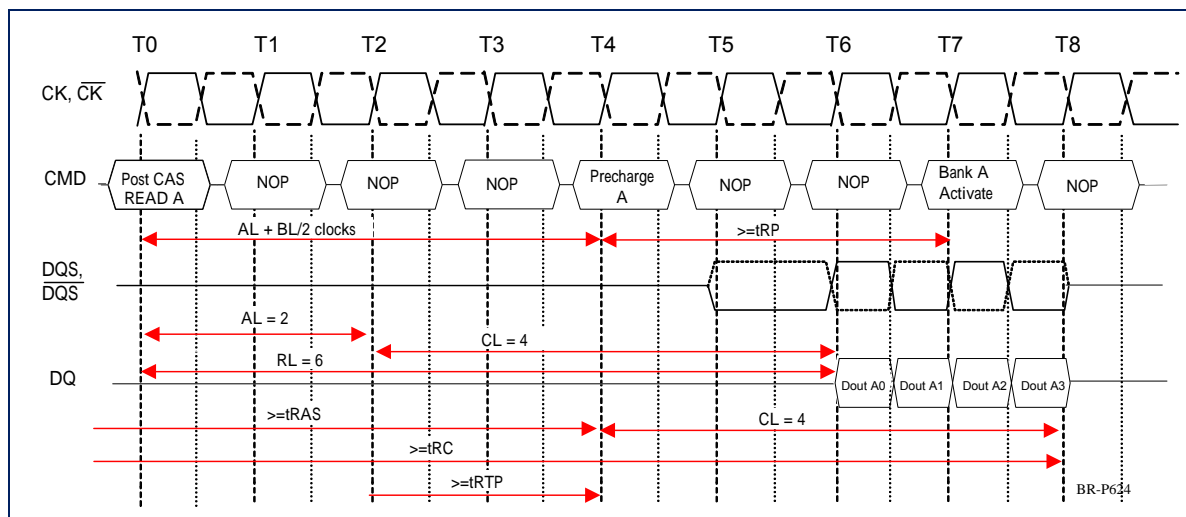 T0 T1 T2 T3 T4 T5 T6 T7 T8
CK, CK
CMD
Post CAS
READ A
NOP
NOP
NOP
Precharge
A
NOP
NOP
Bank A
Activate
NOP
AL + BL/2 clocks
>=tRP
DQS,
DQS
AL = 2
CL = 4
RL = 6
DQ
Dout A0 Dout A1 Dout A2 Dout A3
>=tRAS
CL = 4
>=tRC
>=tRTP
BR-P624